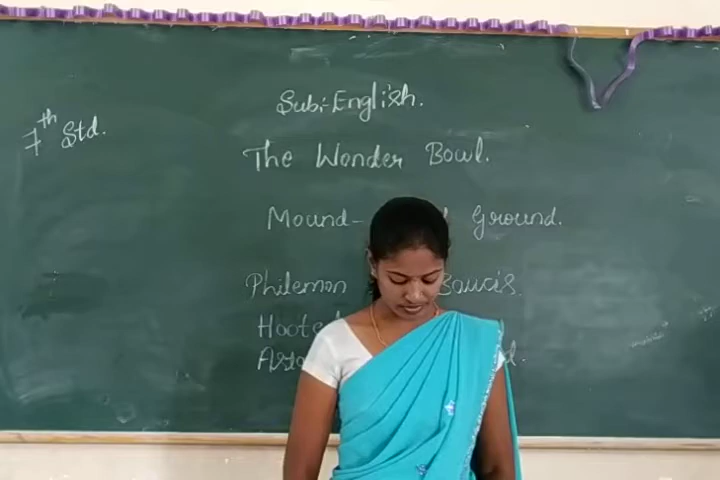 7th Std.
Sub:- English.
The Wonder Bowl.
Mound- Ground.
Philemon Baucis.